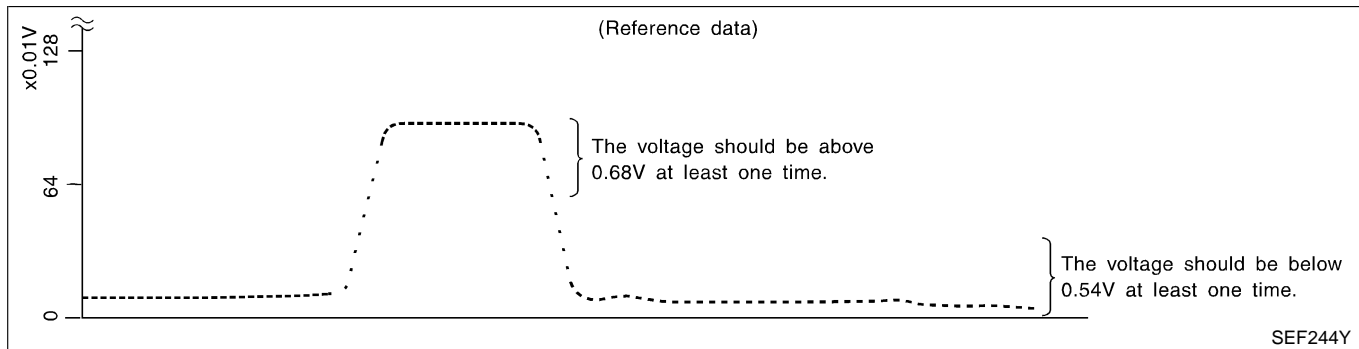 (Reference data)
x0.01V
128
64
0
The voltage should be above
0.68V at least one time.
The voltage should be below
0.54V at least one time.
SEF244Y